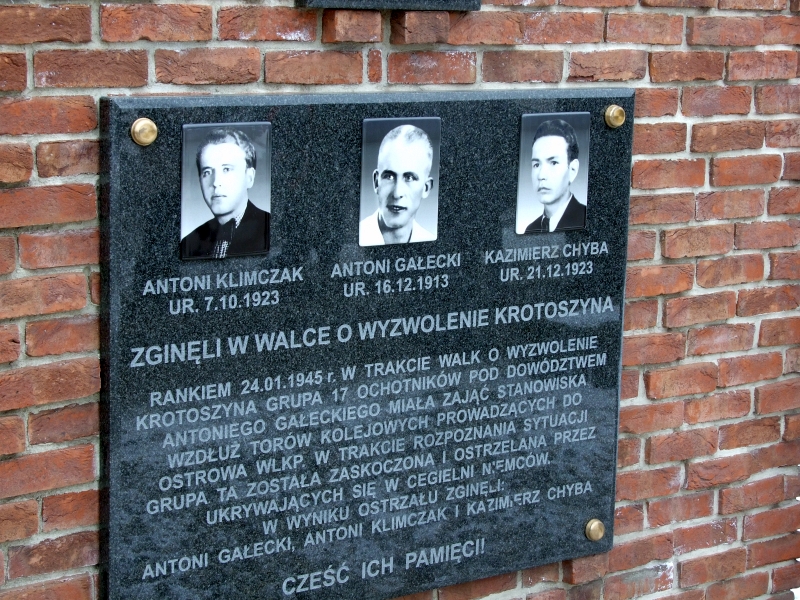 ANTONI KLIMCZAK
UR. 7.10.1923
ANTONI GAŁECKI
UR. 16.12.1913
KAZIMIERZ CHYBA
UR. 21.12.1923
ZGINĘLI W WALCE O WYZWOLENIE KROTOSZYNA
RANKIEM 24.01.1945 r. W TRAKCIE WALK O WYZWOLENIE
KROTOSZYNA GRUPA 17 OCHOTNIKÓW POD DOWÓDZTWEM
ANTONIEGO GAŁECKIEGO MIAŁA ZAJĄĆ STANOWISKA
WZDŁUŻ TORÓW KOLEJOWYCH PROWADZĄCYCH DO
OSTROWA WLKP. W TRAKCIE ROZPOZNANIA SYTUACJI
GRUPA TA ZOSTAŁA ZASKOCZONA I OSTRZELANA PRZEZ
UKRYWAJĄCYCH SIĘ W CEGIELNI NIEMCÓW.
W WYNIKU OSTRZAŁU ZGINĘLI:
ANTONI GAŁECKI, ANTONI KLIMCZAK I KAZIMIERZ CHYBA
CZEŚĆ ICH PAMIĘCI!